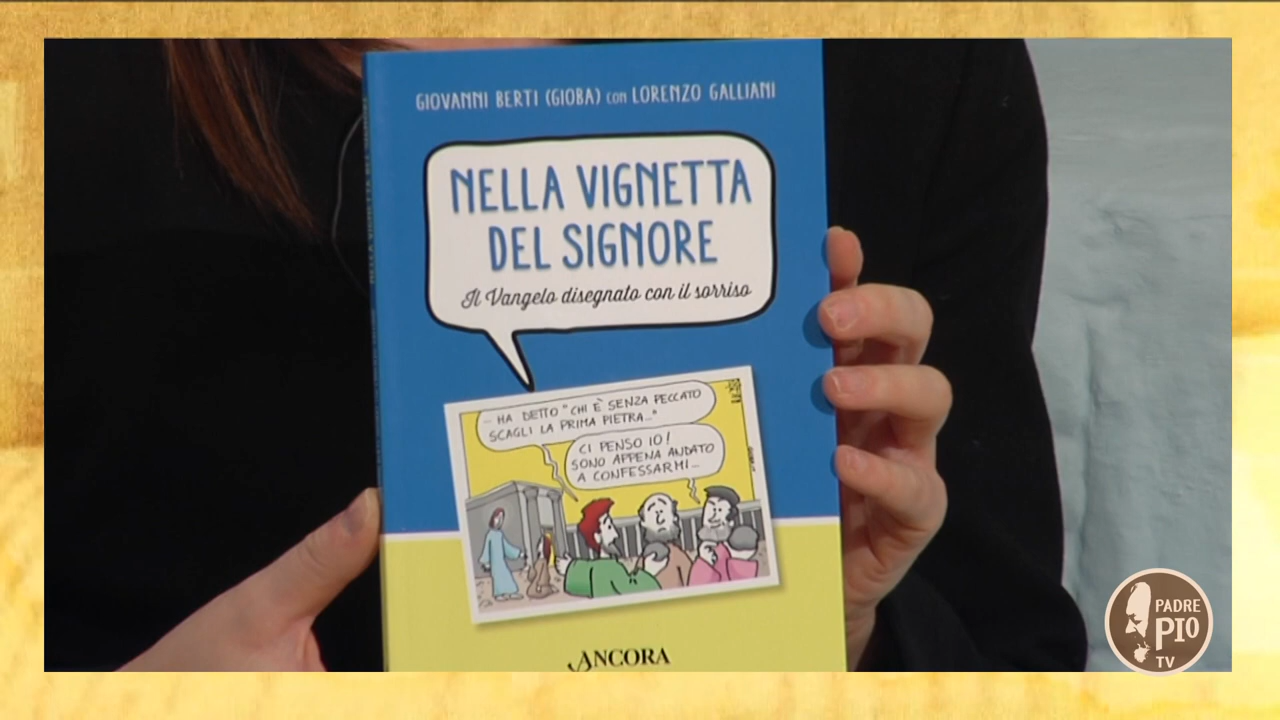 GIOVANNI BERTI (GIOBA) con LORENZO GALLIANI
NELLA VIGNETTA
DEL SIGNORE
Il Vangelo disegnato con il sorriso
... HA DETTO "CHI È SENZA PECCATO
SCAGLI LA PRIMA PIETRA..."
CI PENSO IO!
SONO APPENA ANDATO
A CONFESSARMI...
ÀNCORA
PADRE
PIO
TV